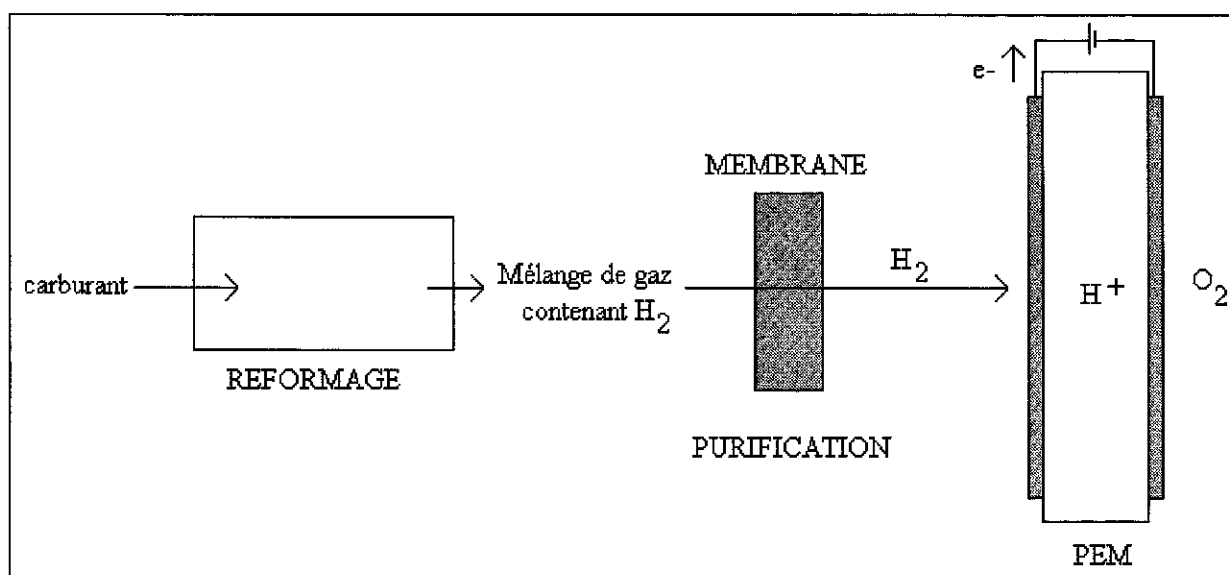 carburant
REFORMAGE
Mélange de gaz
contenant H₂
MEMBRANE
PURIFICATION
H₂
e-
H+
O₂
PEM